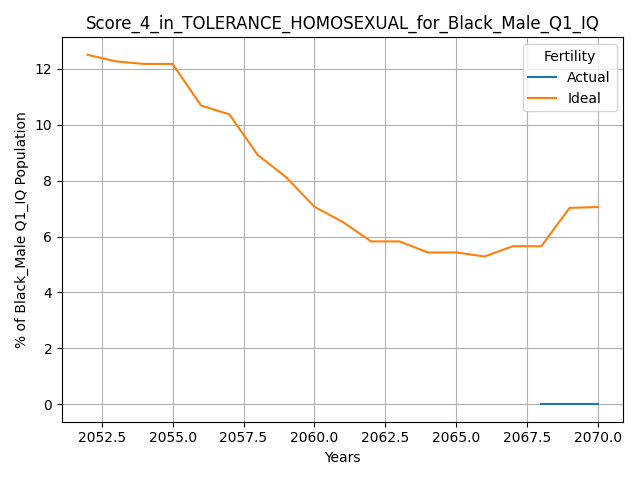 Score_4_in_TOLERANCE_HOMOSEXUAL_for_Black_Male_Q1_IQ
Fertility
Actual
Ideal
% of Black_Male Q1_IQ Population
12
10
8
6
4
2
0
2052.5 2055.0 2057.5 2060.0 2062.5 2065.0 2067.5 2070.0
Years